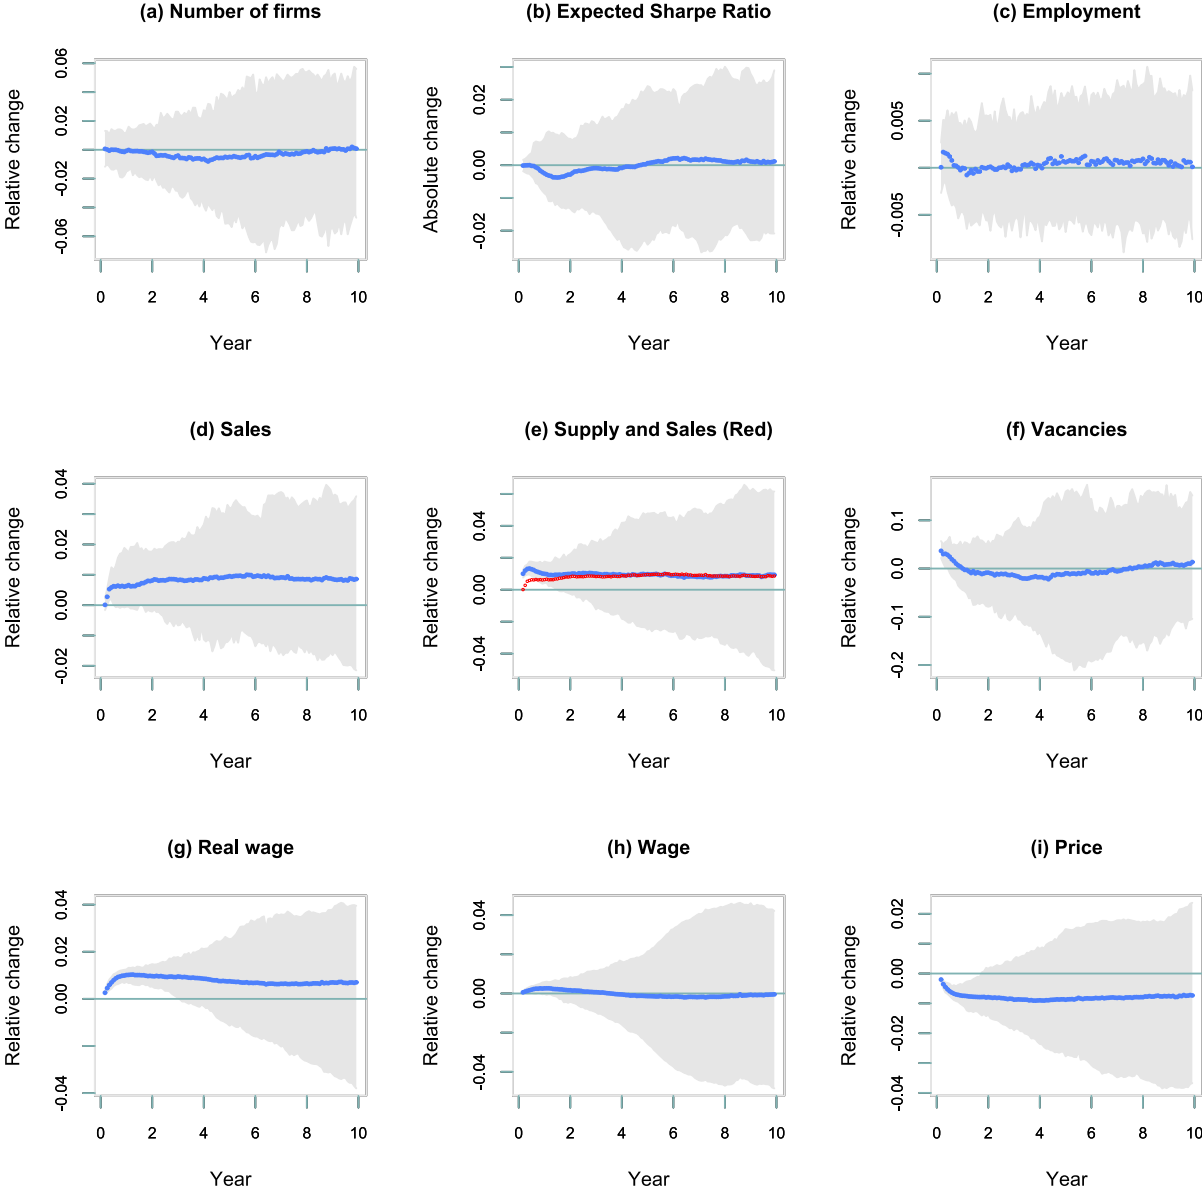 (a) Number of firms
Relative change
0.06
0.02
-0.02
-0.06
0 2 4 6 8 10
Year
(b) Expected Sharpe Ratio
Absolute change
0.02
0.00
-0.02
0 2 4 6 8 10
Year
(c) Employment
Relative change
0.005
-0.005
0 2 4 6 8 10
Year
(d) Sales
Relative change
0.04
0.02
0.00
-0.02
0 2 4 6 8 10
Year
(e) Supply and Sales (Red)
Relative change
0.04
0.00
-0.04
0 2 4 6 8 10
Year
(f) Vacancies
Relative change
0.1
0.0
-0.1
-0.2
0 2 4 6 8 10
Year
(g) Real wage
Relative change
0.04
0.02
0.00
-0.04
0 2 4 6 8 10
Year
(h) Wage
Relative change
0.04
0.00
-0.04
0 2 4 6 8 10
Year
(i) Price
Relative change
0.02
0.00
-0.02
-0.04
0 2 4 6 8 10
Year